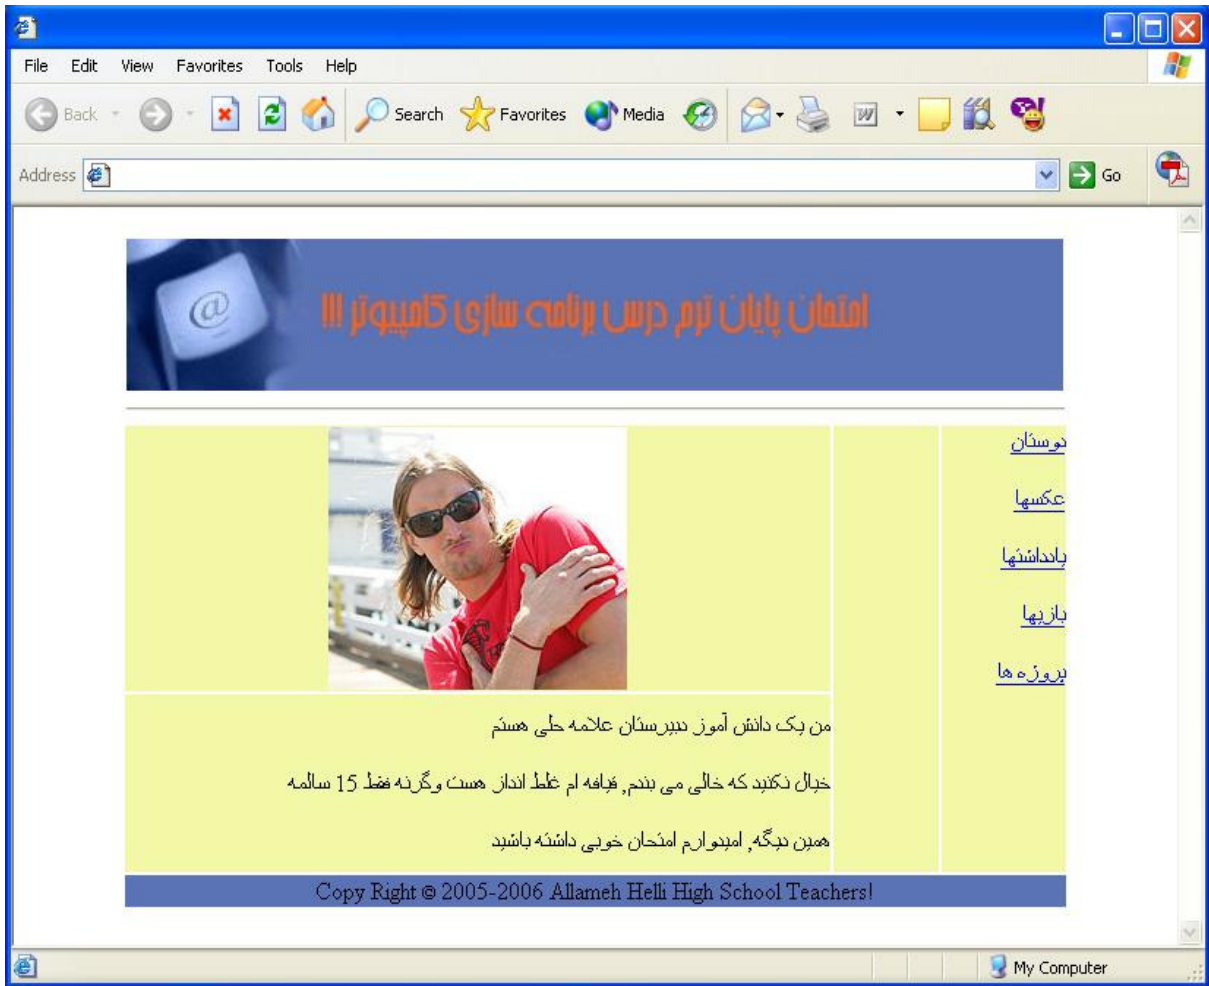 File Edit View Favorites Tools Help
Back Search Favorites Media
Address Go
@
امتحان پایان ترم درس برنامه سازی کامپیوتر !!!
دوستان
عکسها
یادداشتها
بازیها
پروژه ها
من یک دانش آموز دبیرستان علامه حلی هستم
خیال نکنید که خالی می بندم, قیافه ام غلط انداز هست وگرنه فقط 15 سالمه
همین دیگه, امیدوارم امتحان خوبی داشته باشید
Copy Right © 2005-2006 Allameh Helli High School Teachers!
My Computer